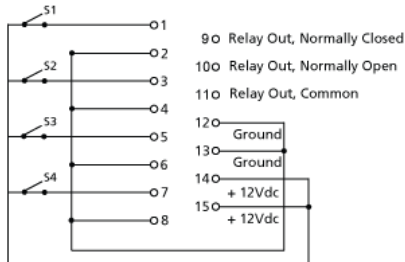 S1
1
9 Relay Out, Normally Closed
2
S2
10 Relay Out, Normally Open
3
11 Relay Out, Common
4
12
Ground
S3
5
13
Ground
6
14
S4
+ 12Vdc
7
15
+ 12Vdc
8